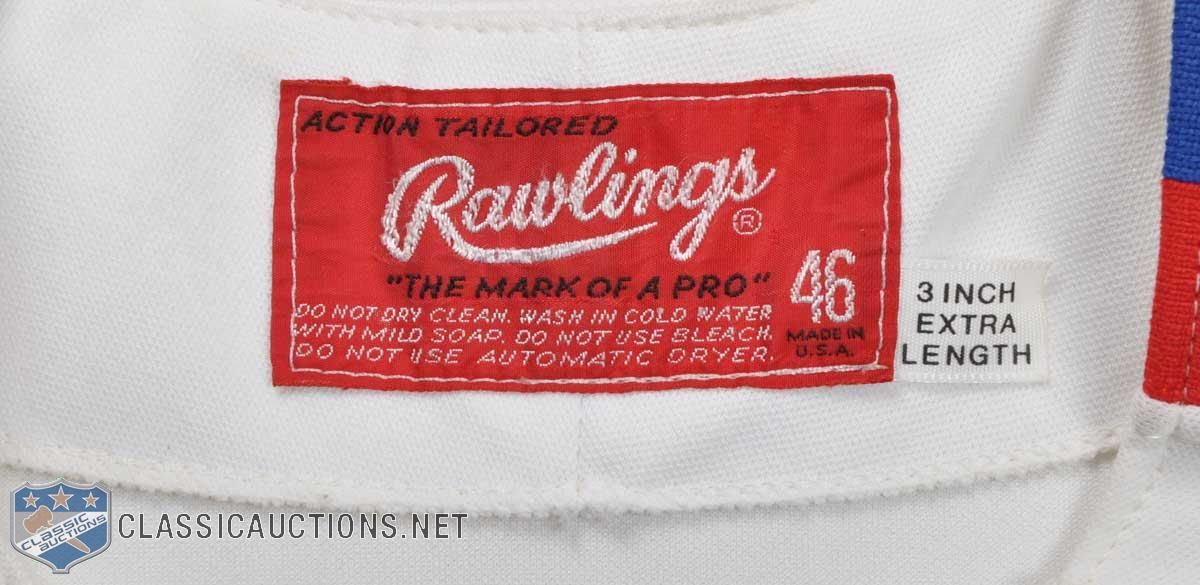 ACTION TAILORED
Rawlings ®
"THE MARK OF A PRO"
DO NOT DRY CLEAN. WASH IN COLD WATER
WITH MILD SOAP. DO NOT USE BLEACH.
DO NOT USE AUTOMATIC DRYER.
46
MADE IN
U.S.A.
3 INCH
EXTRA
LENGTH
CLASSIC
AUCTIONS
CLASSICAUCTIONS.NET